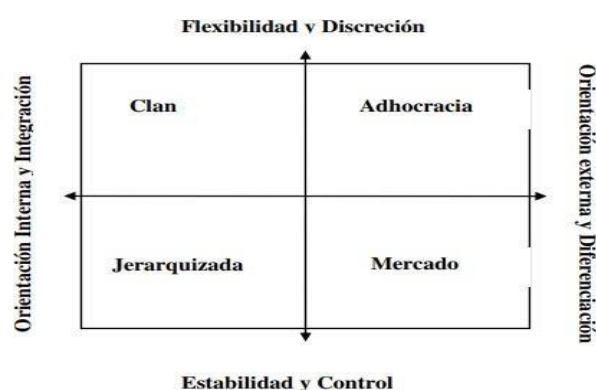 Flexibilidad y Discreción
Orientación Interna y Integración
Clan
Adhocracia
Orientación externa y Diferenciación
Jerarquizada
Mercado
Estabilidad y Control